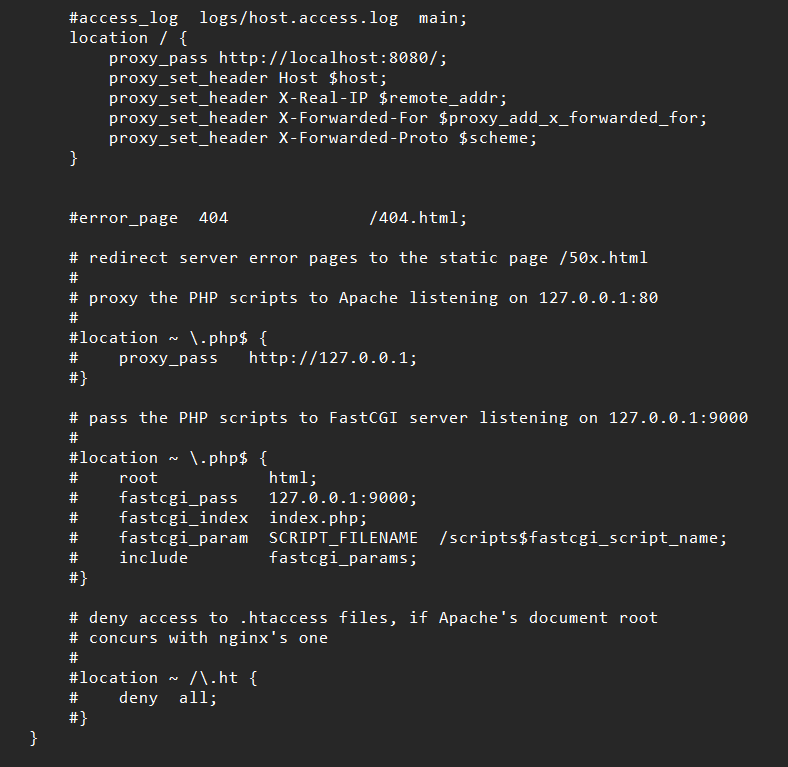 #access_log  logs/host.access.log  main;
location / {
    proxy_pass http://localhost:8080/;
    proxy_set_header Host $host;
    proxy_set_header X-Real-IP $remote_addr;
    proxy_set_header X-Forwarded-For $proxy_add_x_forwarded_for;
    proxy_set_header X-Forwarded-Proto $scheme;
}
#error_page  404              /404.html;
# redirect server error pages to the static page /50x.html
#
# proxy the PHP scripts to Apache listening on 127.0.0.1:80
#
#location ~ \.php$ {
#    proxy_pass   http://127.0.0.1;
#}
# pass the PHP scripts to FastCGI server listening on 127.0.0.1:9000
#
#location ~ \.php$ {
#    root           html;
#    fastcgi_pass   127.0.0.1:9000;
#    fastcgi_index  index.php;
#    fastcgi_param  SCRIPT_FILENAME  /scripts$fastcgi_script_name;
#    include        fastcgi_params;
#}
# deny access to .htaccess files, if Apache's document root
# concurs with nginx's one
#
#location ~ /\.ht {
#    deny  all;
#}
}